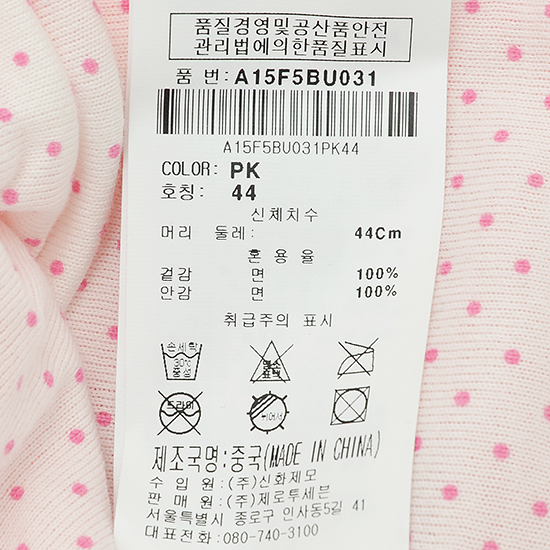 품질경영및공산품안전
관리법에의한품질표시
품 번: A15F5BU031
A15F5BU031PK44
COLOR: PK
호칭: 44
신체치수
머리 둘레: 44Cm
혼용율
겉감 면 100%
안감 면 100%
취급주의 표시
손세탁
30℃
중성
드라이
뉘어서
제조국명:중국(MADE IN CHINA)
수 입 원: (주)신화제모
판 매 원: (주)제로투세븐
서울특별시 종로구 인사동5길 41
대표전화: 080-740-3100